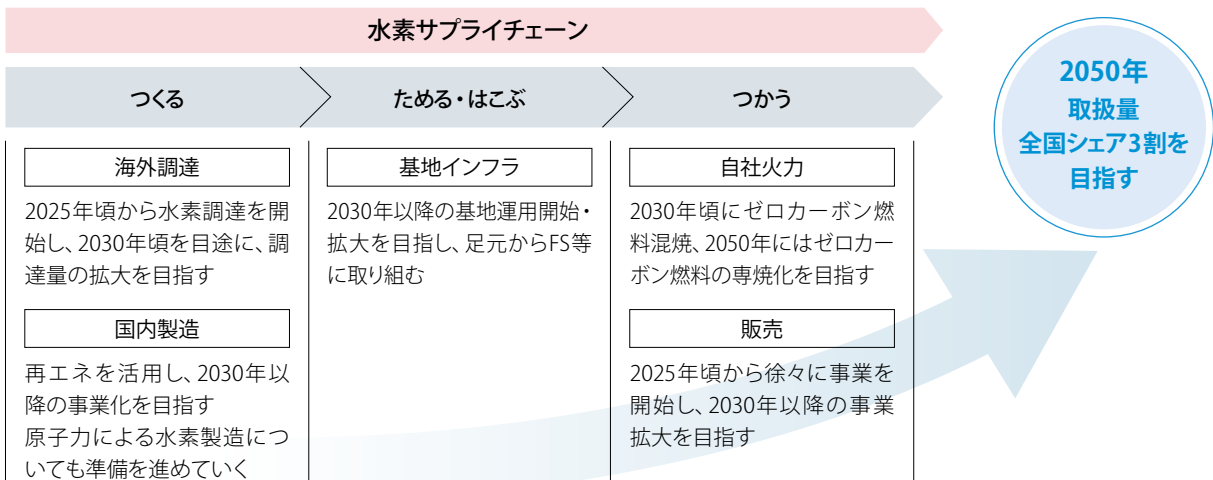 水素サプライチェーン
つくる
ためる・はこぶ
つかう
海外調達
2025年頃から水素調達を開
始し、2030年頃を目途に、調
達量の拡大を目指す
国内製造
再エネを活用し、2030年以
降の事業化を目指す
原子力による水素製造につ
いても準備を進めていく
基地インフラ
2030年以降の基地運用開始・
拡大を目指し、足元からFS等
に取り組む
自社火力
2030年頃にゼロカーボン燃
料混焼、2050年にはゼロカー
ボン燃料の専焼化を目指す
販売
2025年頃から徐々に事業を
開始し、2030年以降の事業
拡大を目指す
2050年
取扱量
全国シェア3割を
目指す